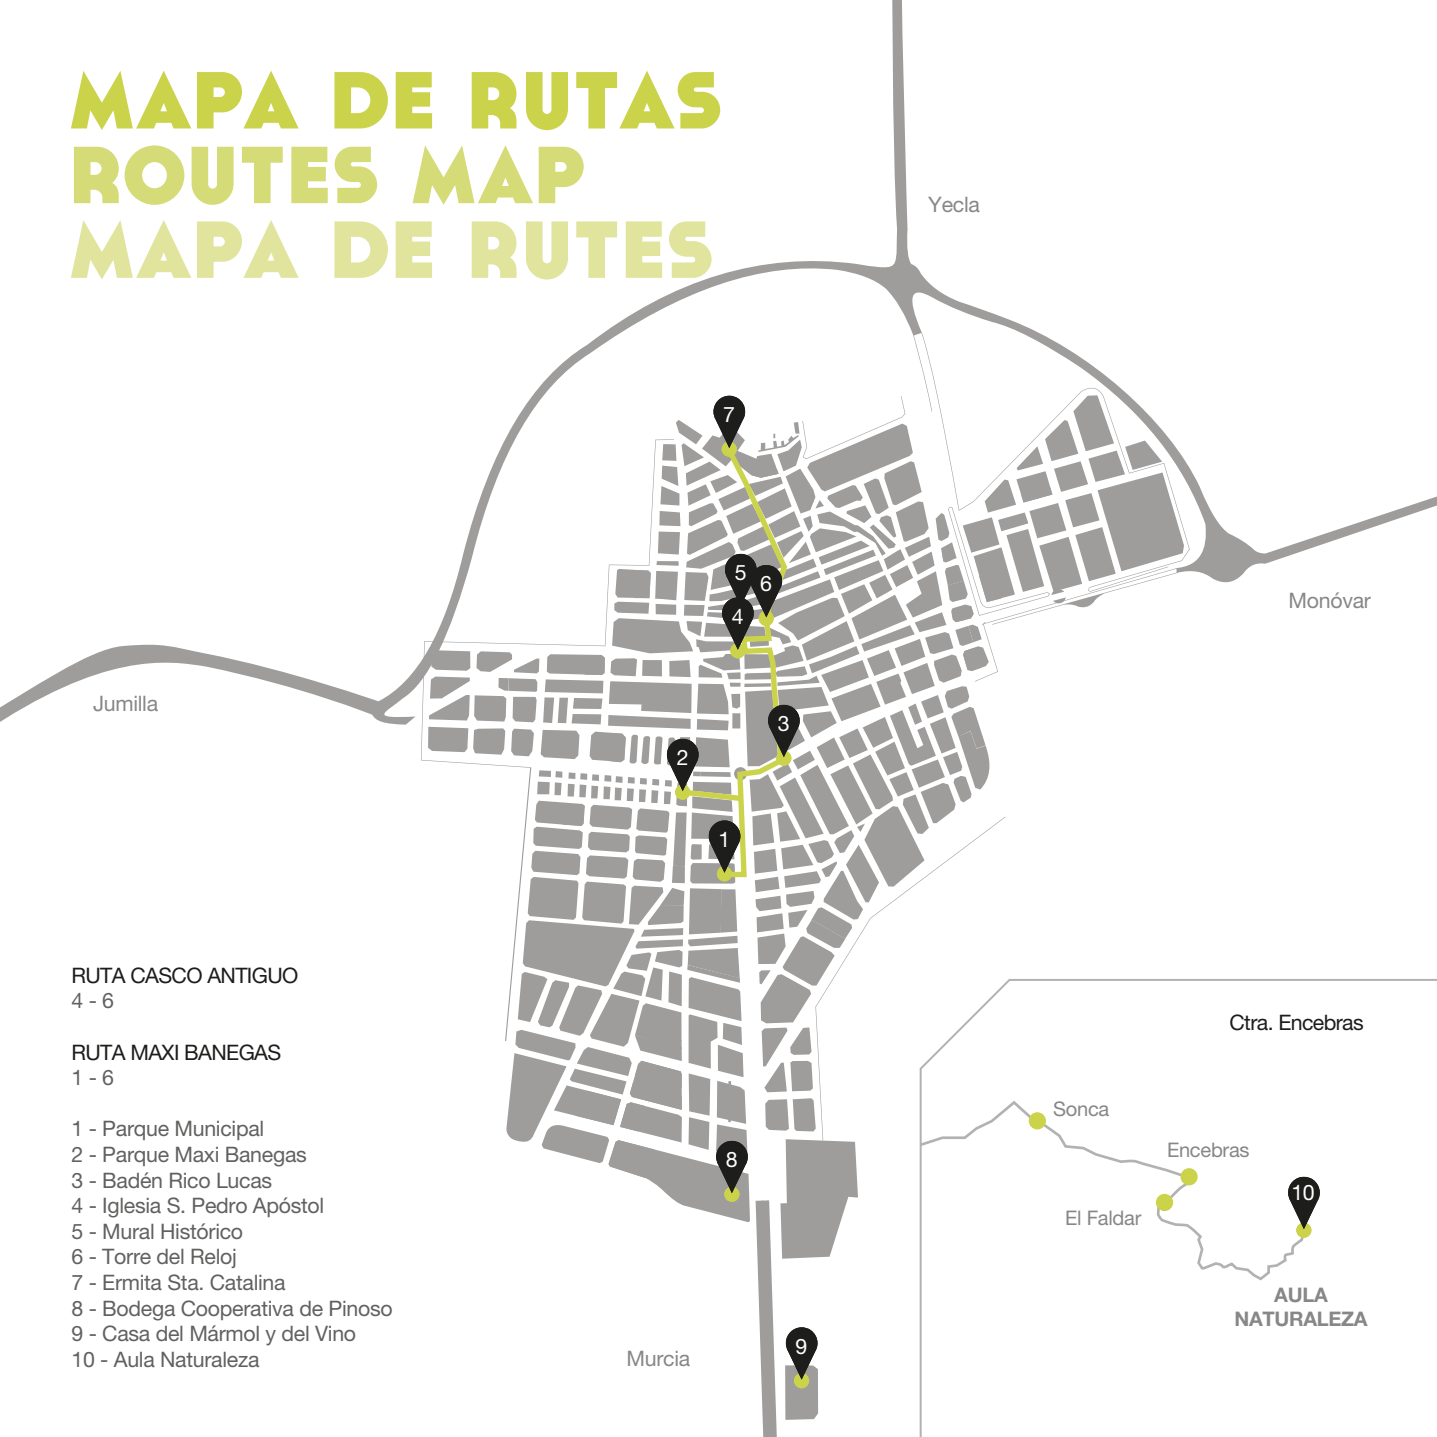 MAPA DE RUTAS
ROUTES MAP
MAPA DE RUTES
Yecla
7
5
6
4
Monóvar
Jumilla
3
2
1
RUTA CASCO ANTIGUO
4 - 6
RUTA MAXI BANEGAS
1 - 6
1 - Parque Municipal
2 - Parque Maxi Banegas
3 - Badén Rico Lucas
4 - Iglesia S. Pedro Apóstol
5 - Mural Histórico
6 - Torre del Reloj
7 - Ermita Sta. Catalina
8 - Bodega Cooperativa de Pinoso
9 - Casa del Mármol y del Vino
10 - Aula Naturaleza
8
Murcia
9
Ctra. Encebras
Sonca
Encebras
El Faldar
10
AULA
NATURALEZA